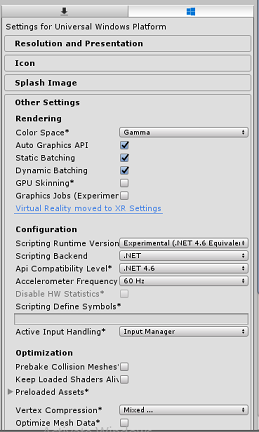 Settings for Universal Windows Platform
Resolution and Presentation
Icon
Splash Image
Other Settings
Rendering
Color Space* Gamma
Auto Graphics API
Static Batching
Dynamic Batching
GPU Skinning*
Graphics Jobs (Experimer
Virtual Reality moved to XR Settings
Configuration
Scripting Runtime Version Experimental (.NET 4.6 Equivaler
Scripting Backend .NET
Api Compatibility Level* .NET 4.6
Accelerometer Frequency 60 Hz
Disable HW Statistics*
Scripting Define Symbols*
Active Input Handling* Input Manager
Optimization
Prebake Collision Meshes*
Keep Loaded Shaders Aliv
Preloaded Assets*
Vertex Compression* Mixed ...
Optimize Mesh Data*